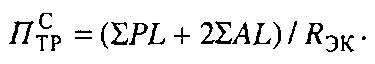 П^С_ТР = (ΣPL + 2ΣAL) / R_ЭК.